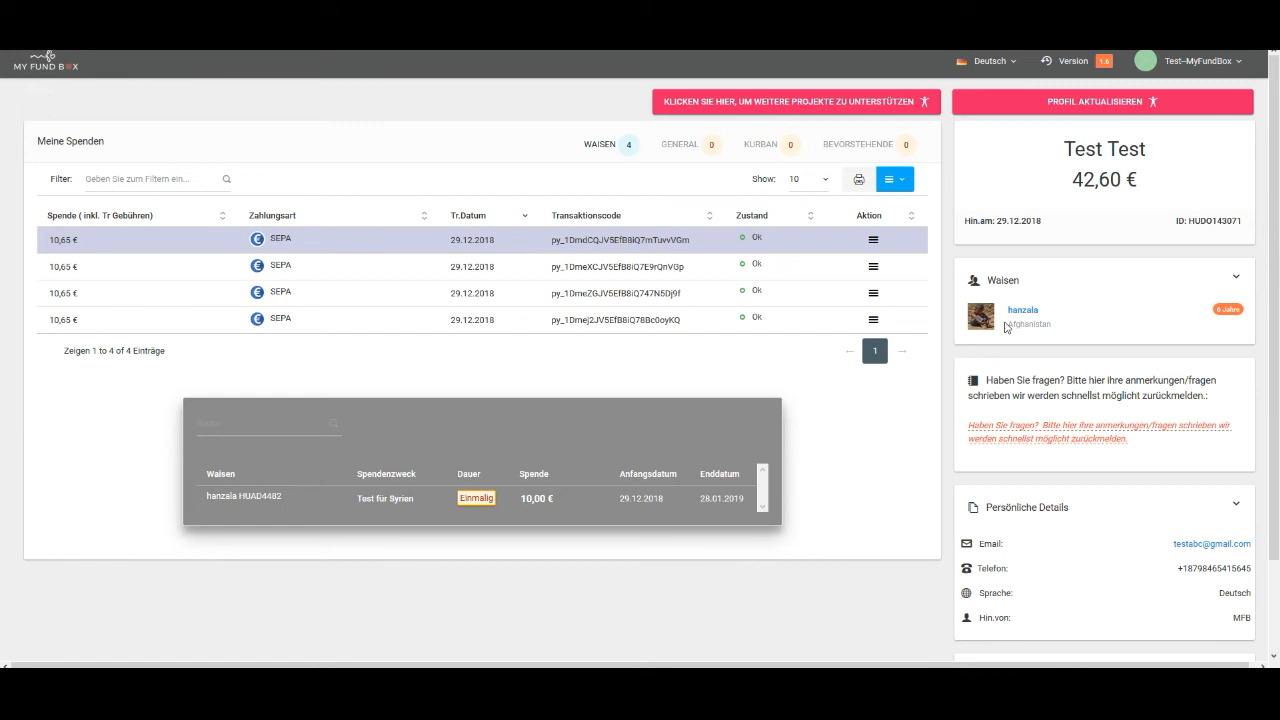 MY FUND BOX
Deutsch
Version 1.6
Test--MyFundBox
KLICKEN SIE HIER, UM WEITERE PROJEKTE ZU UNTERSTÜTZEN
PROFIL AKTUALISIEREN
Meine Spenden
WAISEN 4 GENERAL 0 KURBAN 0 BEVORSTEHENDE 0
Filter: Geben Sie zum Filtern ein... Show: 10
Spende ( inkl. Tr Gebühren) Zahlungsart Tr.Datum Transaktionscode Zustand Aktion
10,65 € SEPA 29.12.2018 py_1DmdCQJV5EfB8iQ7mTuvvVGm Ok
10,65 € SEPA 29.12.2018 py_1DmeXCJV5EfB8iQ7E9rQnVGp Ok
10,65 € SEPA 29.12.2018 py_1DmeZGJV5EfB8iQ747N5Dj9f Ok
10,65 € SEPA 29.12.2018 py_1Dmej2JV5EfB8iQ78Bc0oyKQ Ok
Zeigen 1 to 4 of 4 Einträge
1
Suche
Waisen Spendenzweck Dauer Spende Anfangsdatum Enddatum
hanzala HUAD4482 Test für Syrien Einmalig 10,00 € 29.12.2018 28.01.2019
Test Test
42,60 €
Hin.am: 29.12.2018 ID: HUDO143071
Waisen
hanzala 6 Jahre
Afghanistan
Haben Sie fragen? Bitte hier ihre anmerkungen/fragen
schrieben wir werden schnellst möglicht zurückmelden.:
Haben Sie fragen? Bitte hier ihre anmerkungen/fragen schrieben wir
werden schnellst möglicht zurückmelden.
Persönliche Details
Email: testabc@gmail.com
Telefon: +18798465415645
Sprache: Deutsch
Hin.von: MFB